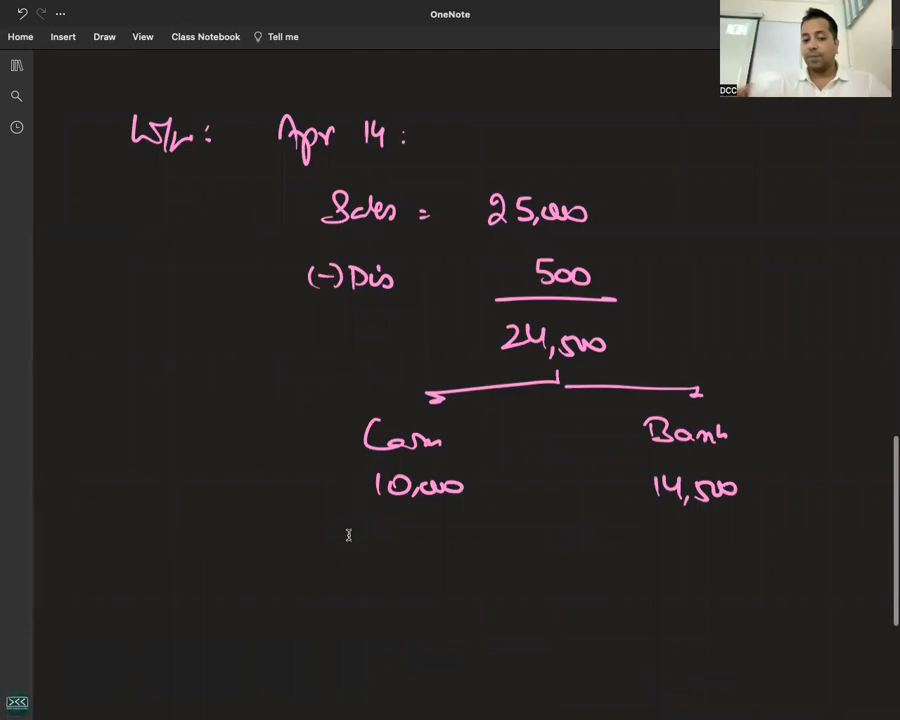 OneNote
Home Insert Draw View Class Notebook Tell me
DCC
W/N: Apr 14:
Sales = 25,000
(-) Dis 500
24,500
Cash Bank
10,000 14,500